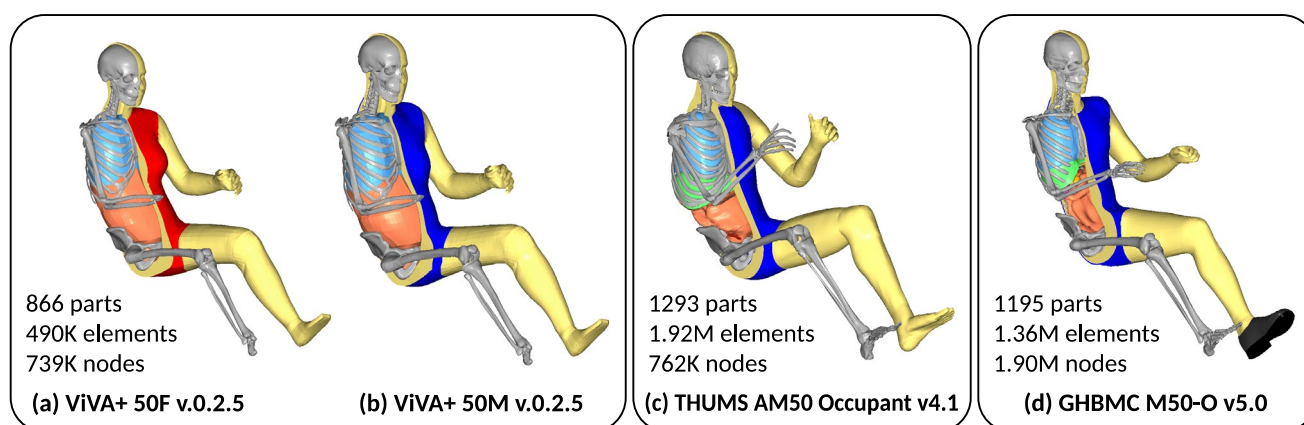 866 parts
490K elements
739K nodes
(a) ViVA+ 50F v.0.2.5
(b) ViVA+ 50M v.0.2.5
1293 parts
1.92M elements
762K nodes
(c) THUMS AM50 Occupant v4.1
1195 parts
1.36M elements
1.90M nodes
(d) GHBMC M50-O v5.0